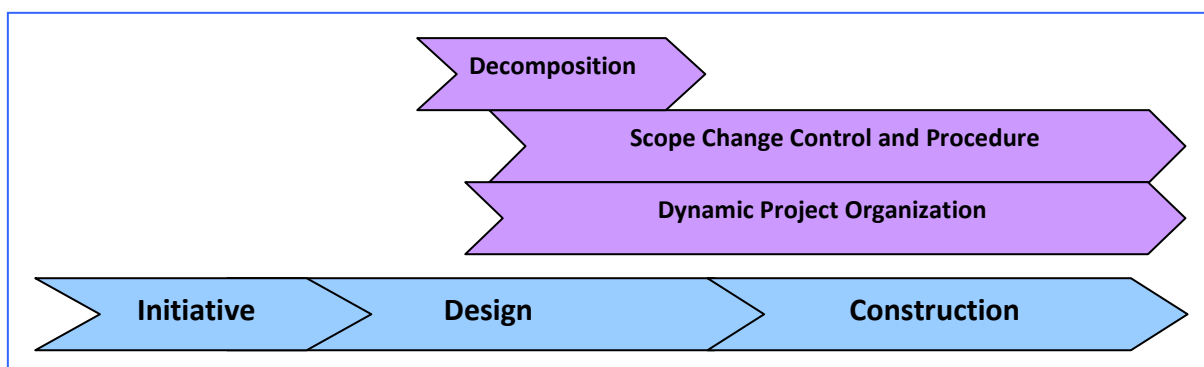 Decomposition
Scope Change Control and Procedure
Dynamic Project Organization
Initiative Design Construction